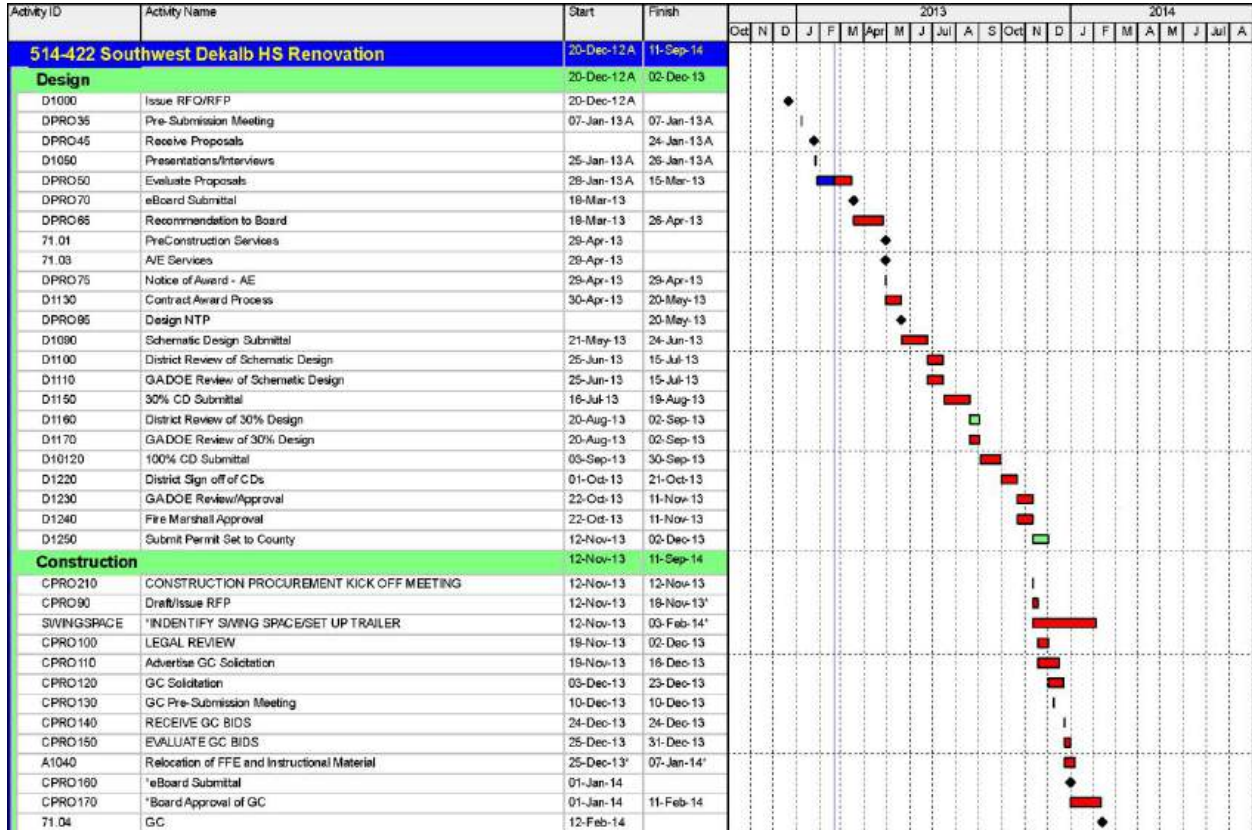 Activity ID Activity Name Start Finish 2013 2014
Oct N D J F M Apr M J Jul A S Oct N D J F M A M J Jul A
514-422 Southwest Dekalb HS Renovation 20-Dec-12 A 11-Sep-14
Design 20-Dec-12 A 02-Dec-13
D1000 Issue RFQ/RFP 20-Dec-12 A
DPRO35 Pre-Submission Meeting 07-Jan-13 A 07-Jan-13 A
DPRO45 Receive Proposals 24-Jan-13 A
D1050 Presentations/Interviews 25-Jan-13 A 26-Jan-13 A
DPRO50 Evaluate Proposals 28-Jan-13 A 15-Mar-13
DPRO70 eBoard Submittal 18-Mar-13
DPRO65 Recommendation to Board 18-Mar-13 26-Apr-13
71.01 PreConstruction Services 29-Apr-13
71.03 A/E Services 29-Apr-13
DPRO75 Notice of Award - AE 29-Apr-13 29-Apr-13
D1130 Contract Award Process 30-Apr-13 20-May-13
DPRO85 Design NTP 20-May-13
D1090 Schematic Design Submittal 21-May-13 24-Jun-13
D1100 District Review of Schematic Design 25-Jun-13 15-Jul-13
D1110 GADOE Review of Schematic Design 25-Jun-13 15-Jul-13
D1150 30% CD Submittal 16-Jul-13 19-Aug-13
D1160 District Review of 30% Design 20-Aug-13 02-Sep-13
D1170 GADOE Review of 30% Design 20-Aug-13 02-Sep-13
D10120 100% CD Submittal 03-Sep-13 30-Sep-13
D1220 District Sign off of CDs 01-Oct-13 21-Oct-13
D1230 GADOE Review/Approval 22-Oct-13 11-Nov-13
D1240 Fire Marshall Approval 22-Oct-13 11-Nov-13
D1250 Submit Permit Set to County 12-Nov-13 02-Dec-13
Construction 12-Nov-13 11-Sep-14
CPRO210 CONSTRUCTION PROCUREMENT KICK OFF MEETING 12-Nov-13 12-Nov-13
CPRO90 Draft/Issue RFP 12-Nov-13 18-Nov-13*
SWINGSPACE *INDENTIFY SWING SPACE/SET UP TRAILER 12-Nov-13 03-Feb-14*
CPRO100 LEGAL REVIEW 19-Nov-13 02-Dec-13
CPRO110 Advertise GC Solicitation 19-Nov-13 16-Dec-13
CPRO120 GC Solicitation 03-Dec-13 23-Dec-13
CPRO130 GC Pre-Submission Meeting 10-Dec-13 10-Dec-13
CPRO140 RECEIVE GC BIDS 24-Dec-13 24-Dec-13
CPRO150 EVALUATE GC BIDS 25-Dec-13 31-Dec-13
A1040 Relocation of FFE and Instructional Material 25-Dec-13* 07-Jan-14*
CPRO160 *eBoard Submittal 01-Jan-14
CPRO170 *Board Approval of GC 01-Jan-14 11-Feb-14
71.04 GC 12-Feb-14